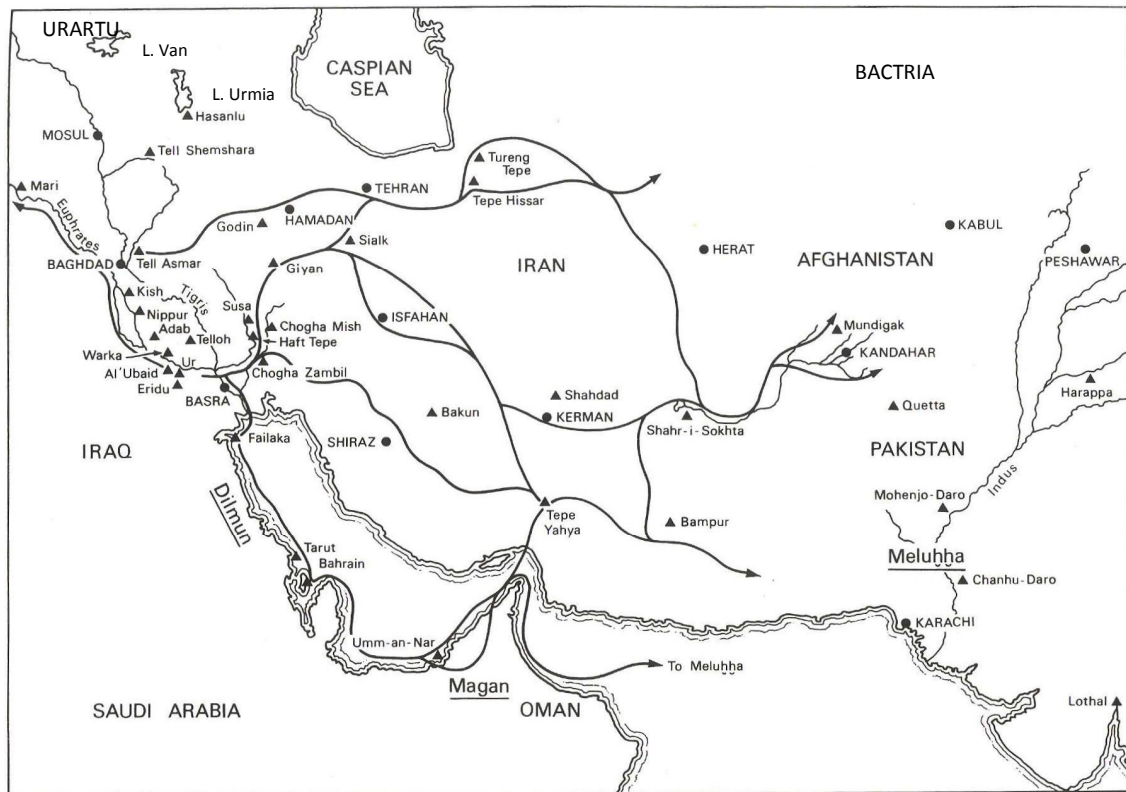 URARTU
L. Van
CASPIAN
SEA
BACTRIA
L. Urmia
Hasanlu
MOSUL
Tell Shemshara
Tureng
Tepe
Mari
TEHRAN
Tepe Hissar
Euphrates
Godin
HAMADAN
KABUL
Sialk
HERAT
BAGHDAD
Tell Asmar
Giyan
IRAN
AFGHANISTAN
PESHAWAR
Kish
Tigris
Nippur
Susa
ISFAHAN
Adab
Telloh
Chogha Mish
Haft Tepe
Mundigak
Warka
Ur
KANDAHAR
Al'Ubaid
Chogha Zambil
Eridu
BASRA
Shahdad
Harappa
Bakun
KERMAN
Quetta
Shahr-i-Sokhta
Failaka
SHIRAZ
IRAQ
PAKISTAN
Indus
Dilmun
Mohenjo-Daro
Tepe
Yahya
Bampur
Tarut
Bahrain
Meluḫḫa
Chanhu-Daro
KARACHI
Umm-an-Nar
To Meluḫḫa
Magan
SAUDI ARABIA
OMAN
Lothal